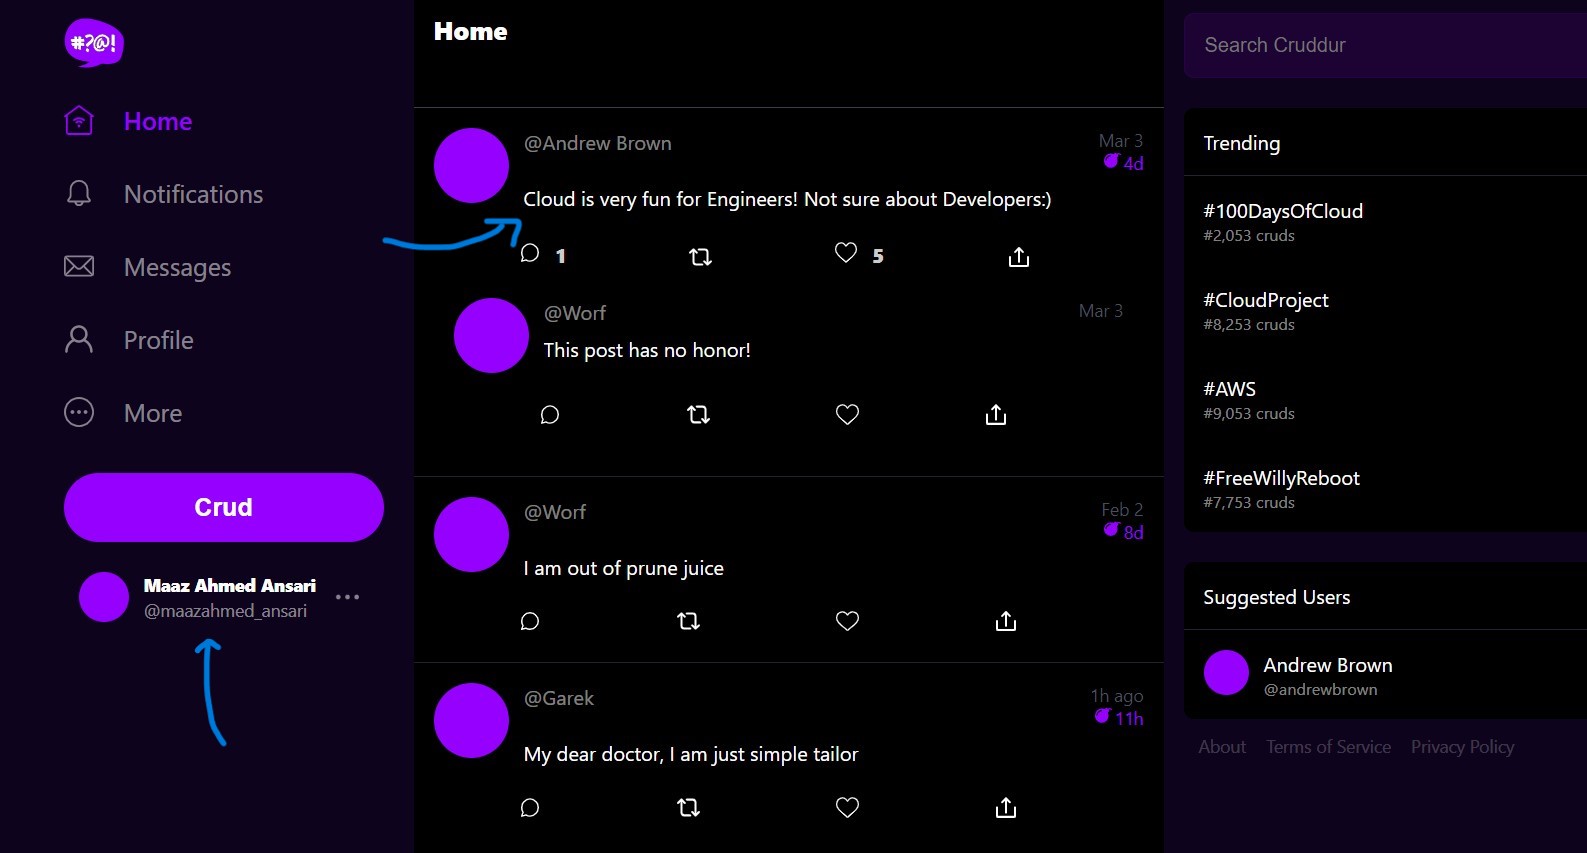 #?@!
Home
Notifications
Messages
Profile
More
Crud
Maaz Ahmed Ansari
@maazahmed_ansari
Home
@Andrew Brown
Mar 3
4d
Cloud is very fun for Engineers! Not sure about Developers:)
1
5
@Worf
Mar 3
This post has no honor!
@Worf
Feb 2
8d
I am out of prune juice
@Garek
1h ago
11h
My dear doctor, I am just simple tailor
Search Cruddur
Trending
#100DaysOfCloud
#2,053 cruds
#CloudProject
#8,253 cruds
#AWS
#9,053 cruds
#FreeWillyReboot
#7,753 cruds
Suggested Users
Andrew Brown
@andrewbrown
About Terms of Service Privacy Policy